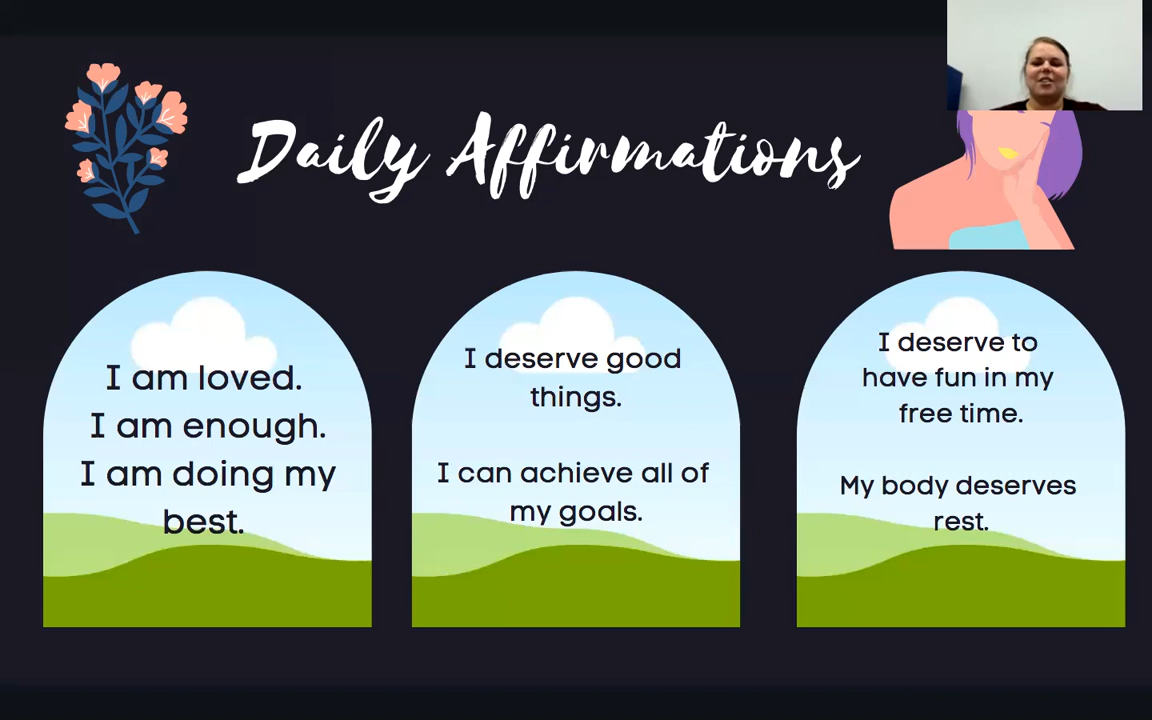 Daily Affirmations
I am loved.
I am enough.
I am doing my
best.
I deserve good
things.
I can achieve all of
my goals.
I deserve to
have fun in my
free time.
My body deserves
rest.